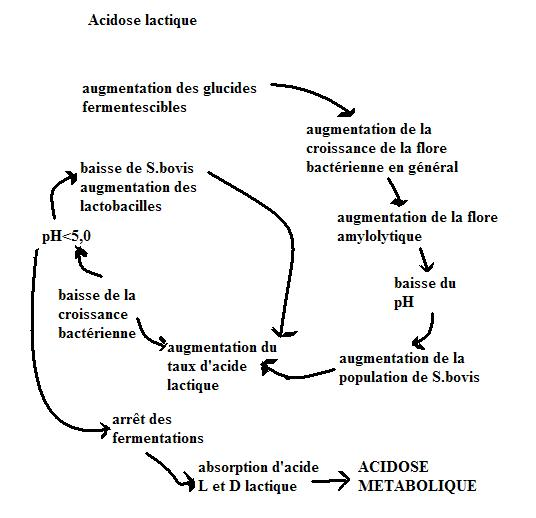 Acidose lactique
augmentation des glucides
fermentescibles
augmentation de la
croissance de la flore
bactérienne en général
augmentation de la flore
amylolytique
baisse du
pH
augmentation de la
population de S.bovis
augmentation du
taux d'acide
lactique
baisse de la
croissance
bactérienne
pH<5,0
baisse de S.bovis
augmentation des
lactobacilles
arrêt des
fermentations
absorption d'acide
L et D lactique
ACIDOSE
METABOLIQUE